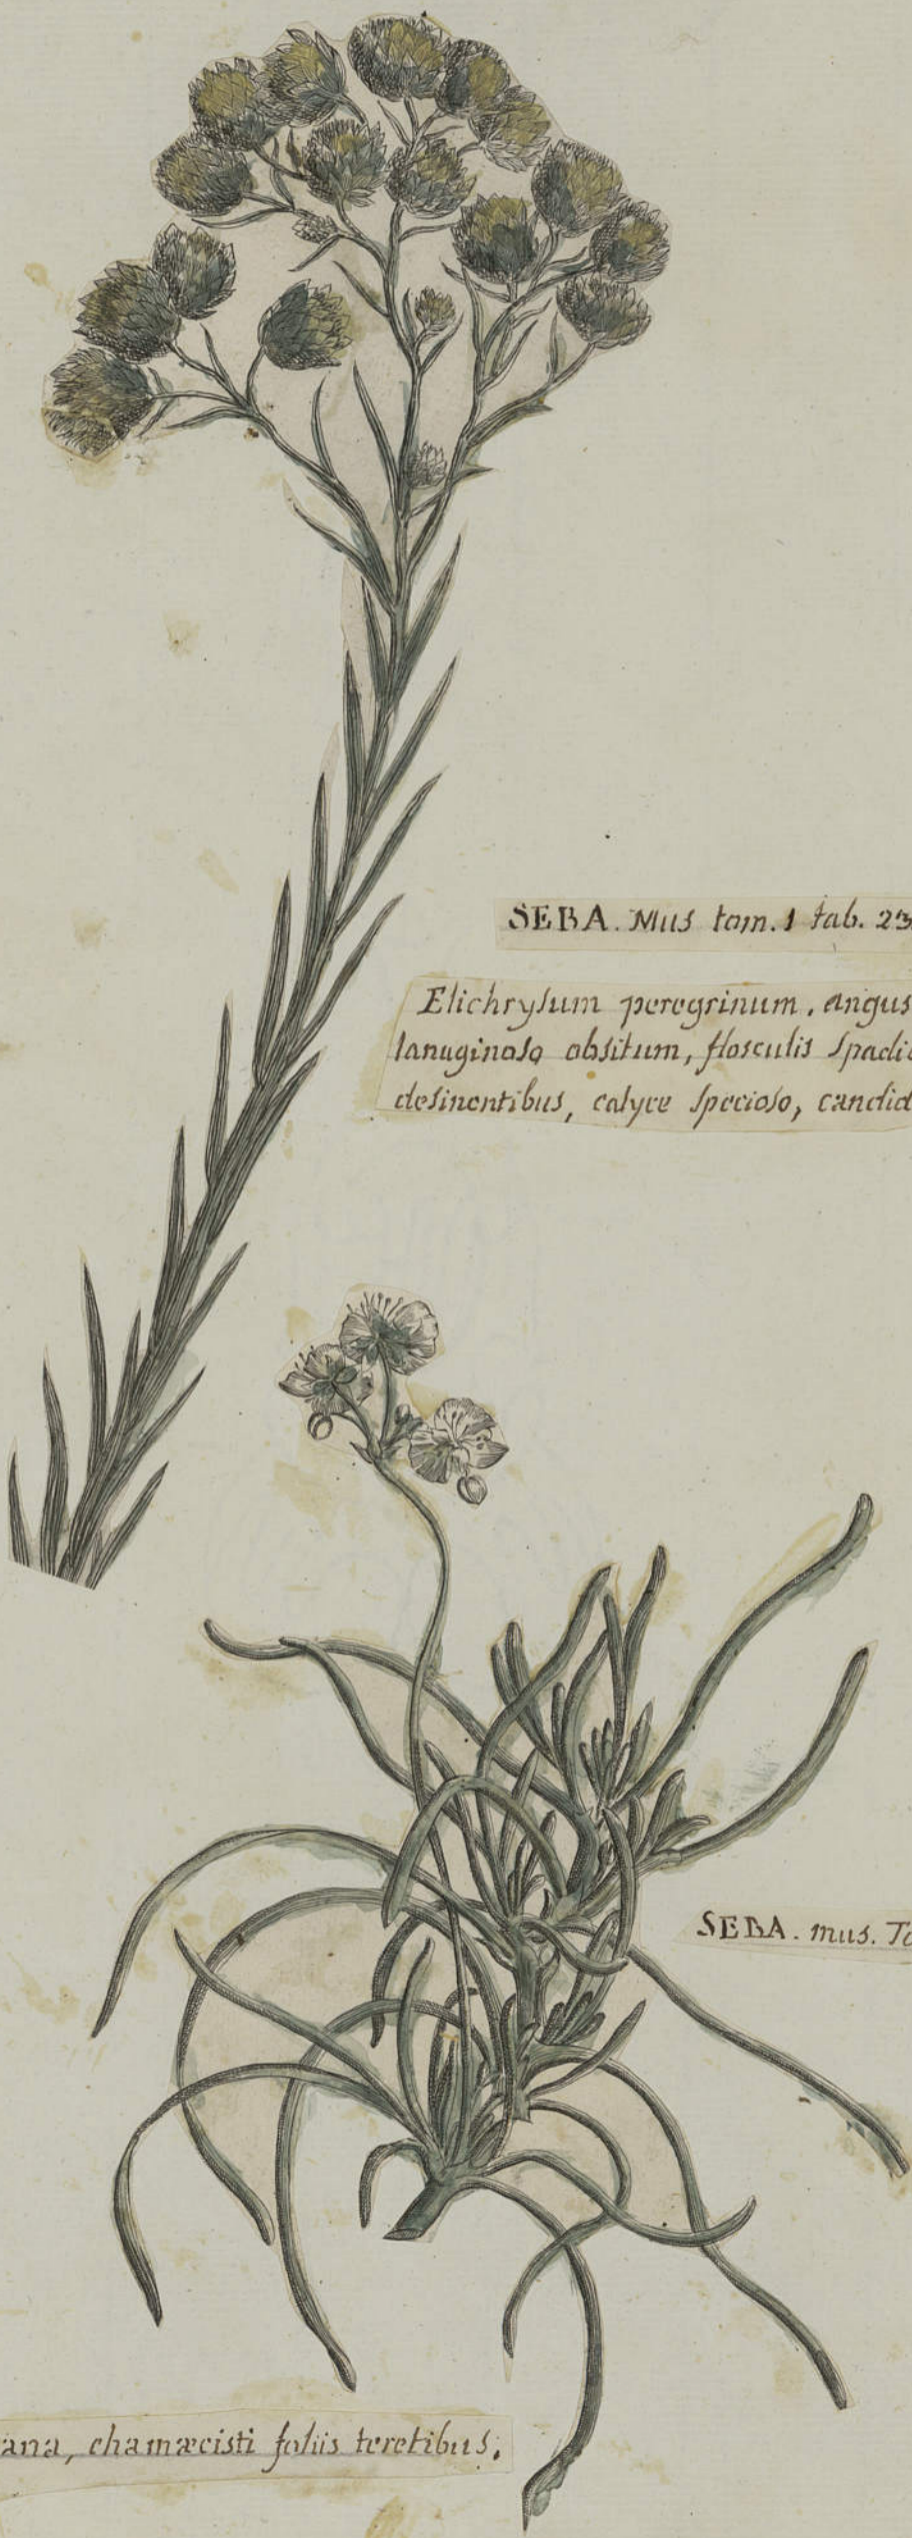 SEBA. Mus tom. 1 tab. 23
Elichrysum peregrinum, angus
lanuginoso obsitum, flosculis spadic
desinentibus, calyce specioso, candid
SEBA. mus. To
ana, chamæcisti foliis teretibus.